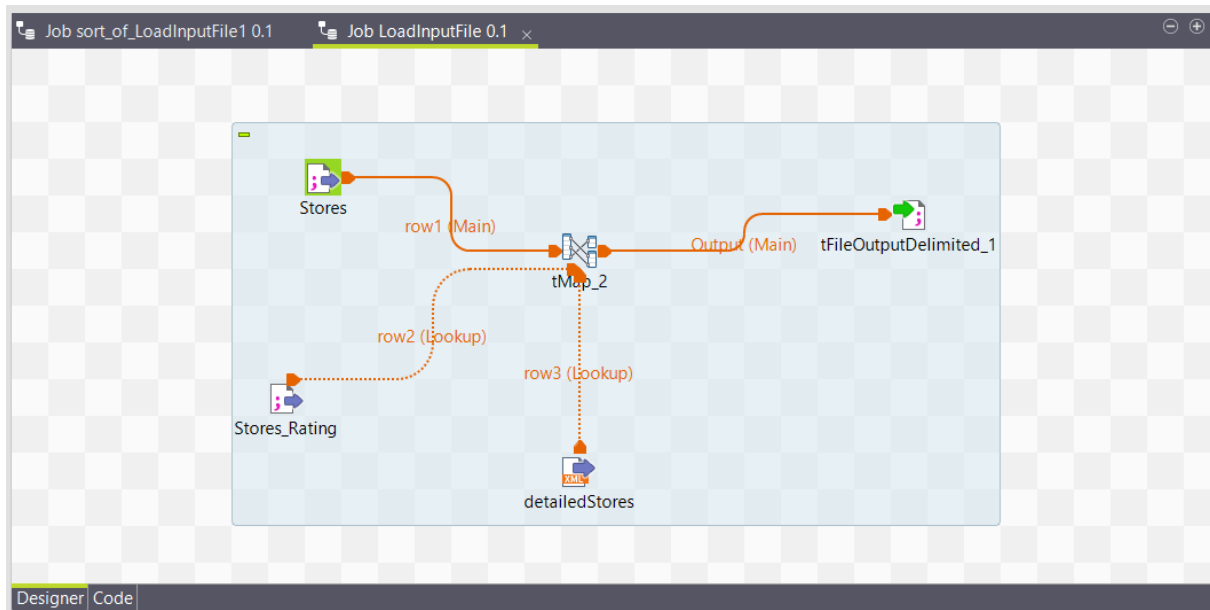 Job sort_of_LoadInputFile1 0.1
Job LoadInputFile 0.1
Stores
row1 (Main)
Output (Main)
tFileOutputDelimited_1
tMap_2
row2 (Lookup)
row3 (Lookup)
Stores_Rating
XML
detailedStores
Designer
Code